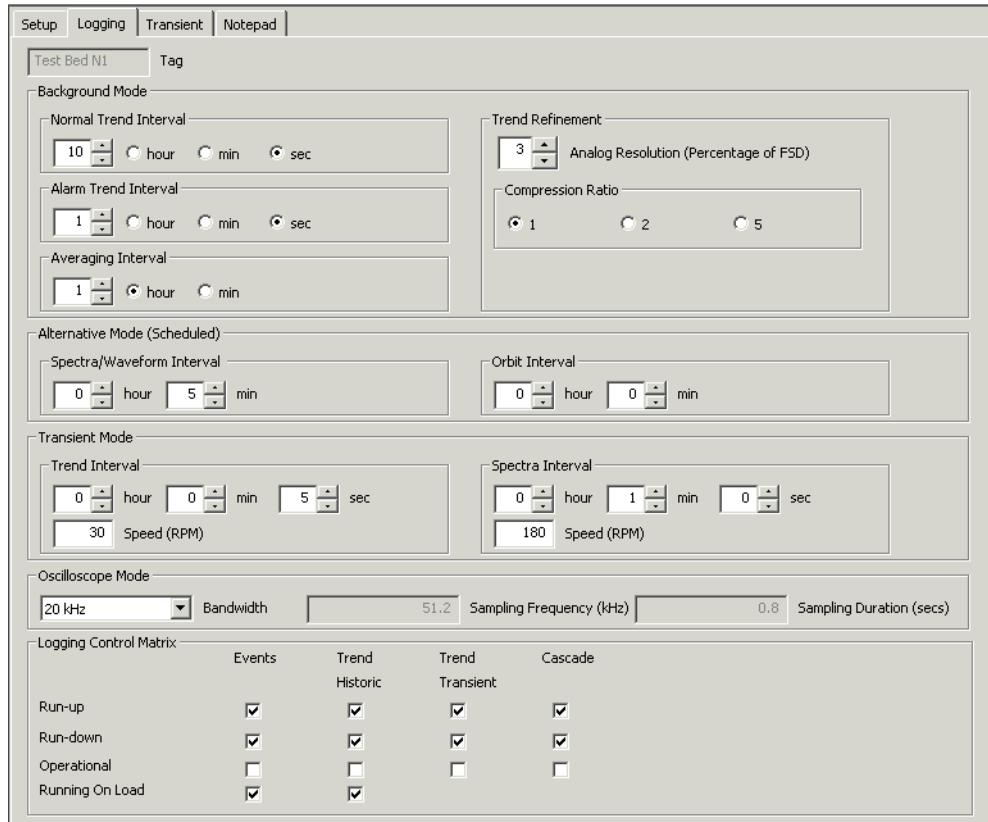 Setup Logging Transient Notepad
Test Bed N1 Tag
Background Mode
Normal Trend Interval
10 hour min sec
Alarm Trend Interval
1 hour min sec
Averaging Interval
1 hour min
Trend Refinement
3 Analog Resolution (Percentage of FSD)
Compression Ratio
1 2 5
Alternative Mode (Scheduled)
Spectra/Waveform Interval
0 hour 5 min
Orbit Interval
0 hour 0 min
Transient Mode
Trend Interval
0 hour 0 min 5 sec
30 Speed (RPM)
Spectra Interval
0 hour 1 min 0 sec
180 Speed (RPM)
Oscilloscope Mode
20 kHz Bandwidth 51.2 Sampling Frequency (kHz) 0.8 Sampling Duration (secs)
Logging Control Matrix
Events Trend Trend Cascade
Historic Transient
Run-up
Run-down
Operational
Running On Load